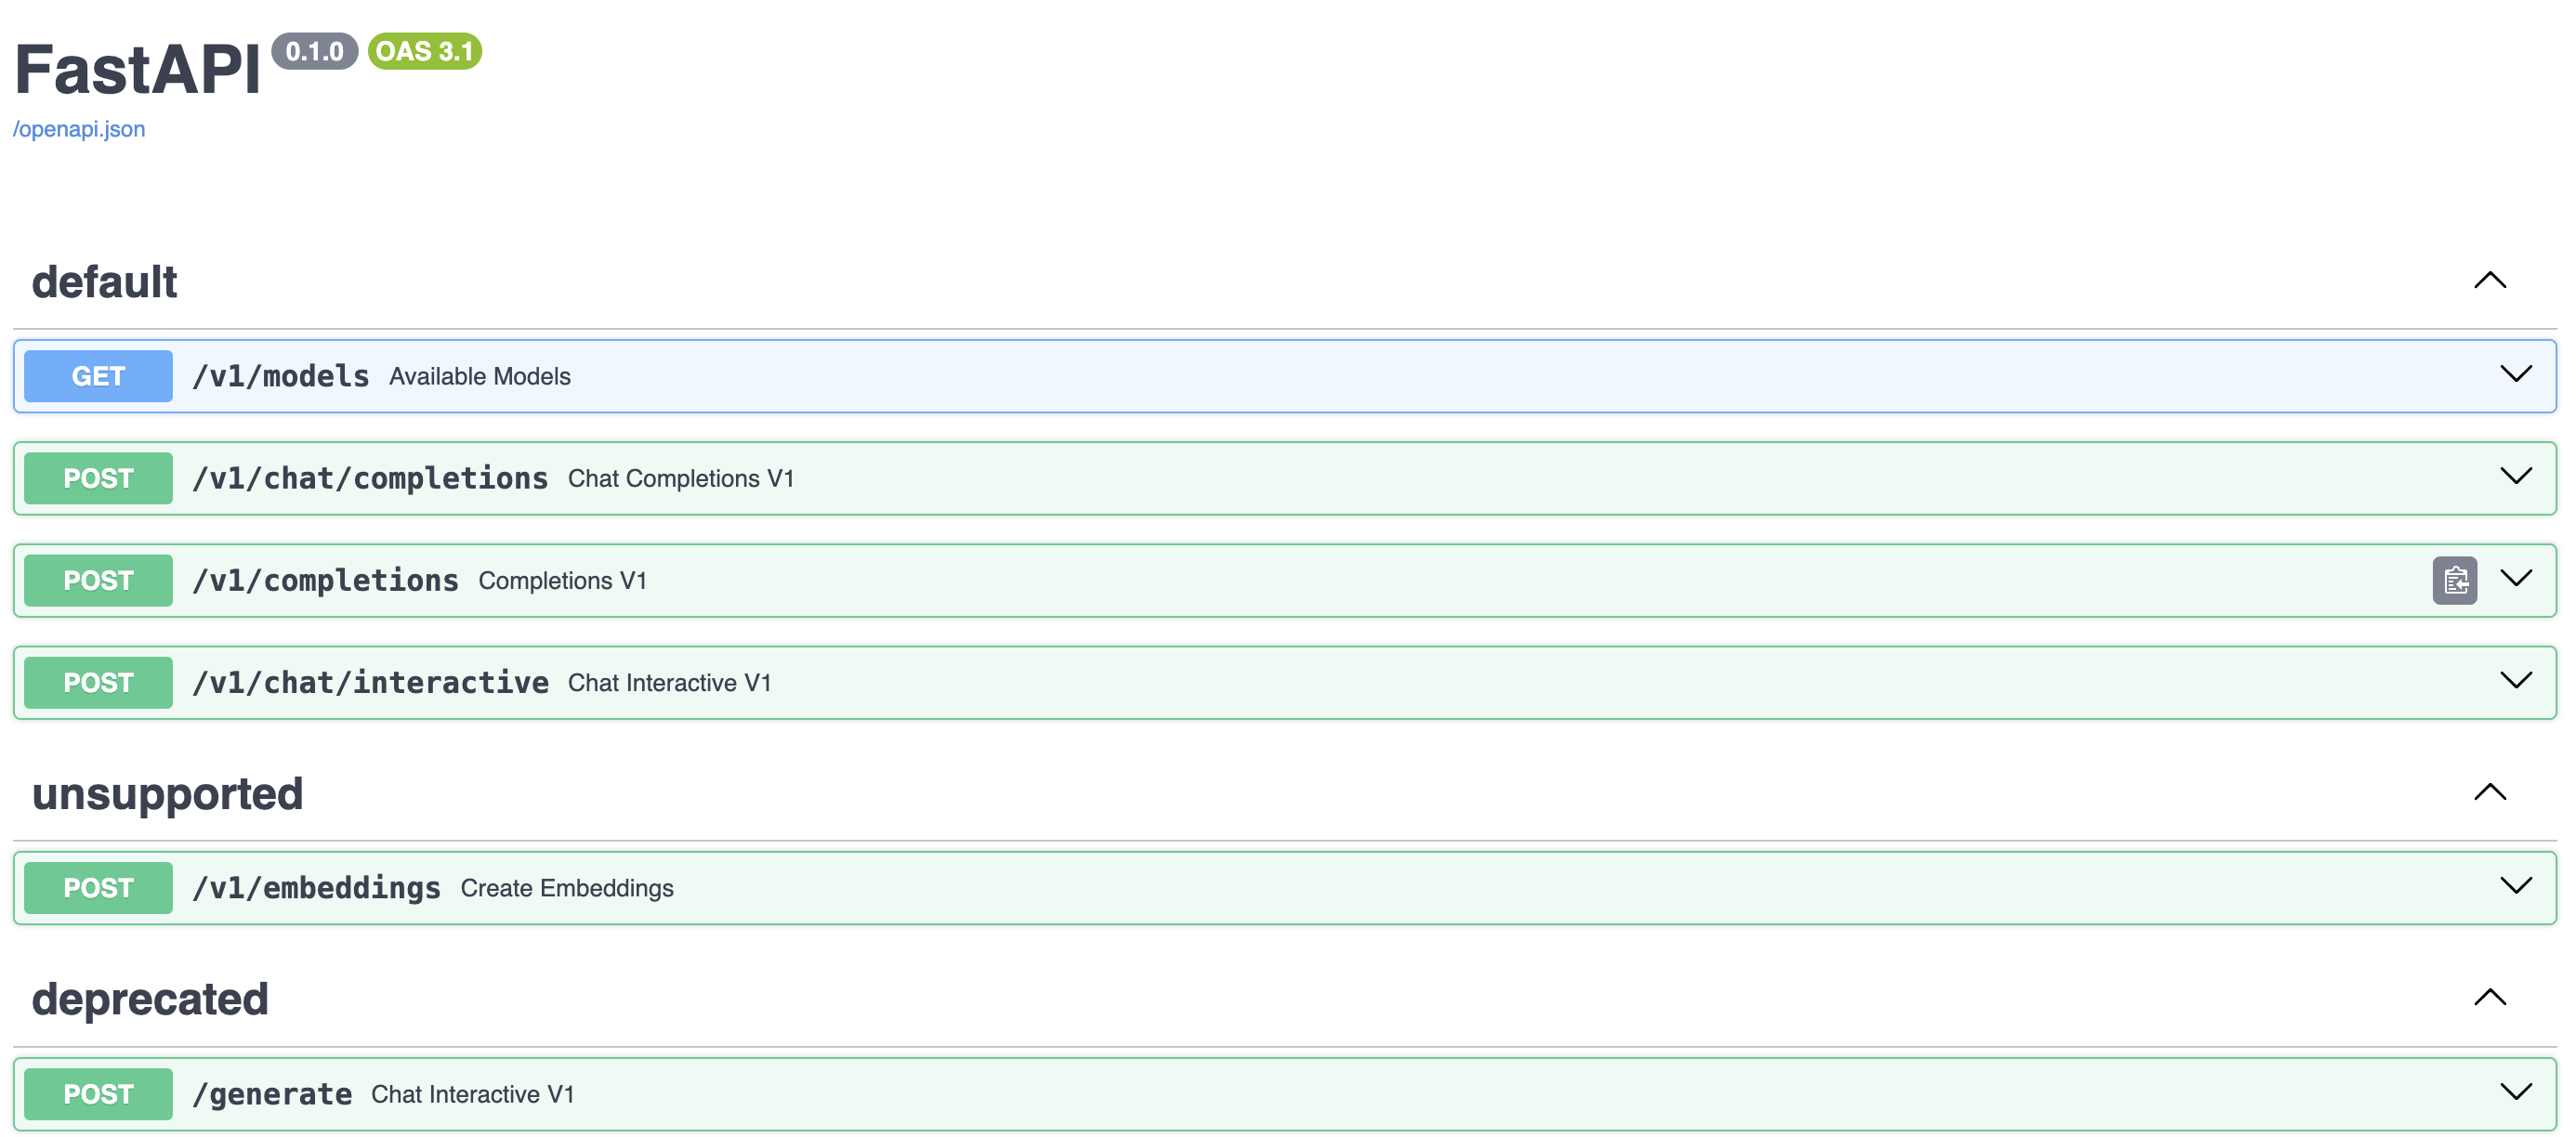 FastAPI 0.1.0 OAS 3.1
/openapi.json
default
GET /v1/models Available Models
POST /v1/chat/completions Chat Completions V1
POST /v1/completions Completions V1
POST /v1/chat/interactive Chat Interactive V1
unsupported
POST /v1/embeddings Create Embeddings
deprecated
POST /generate Chat Interactive V1